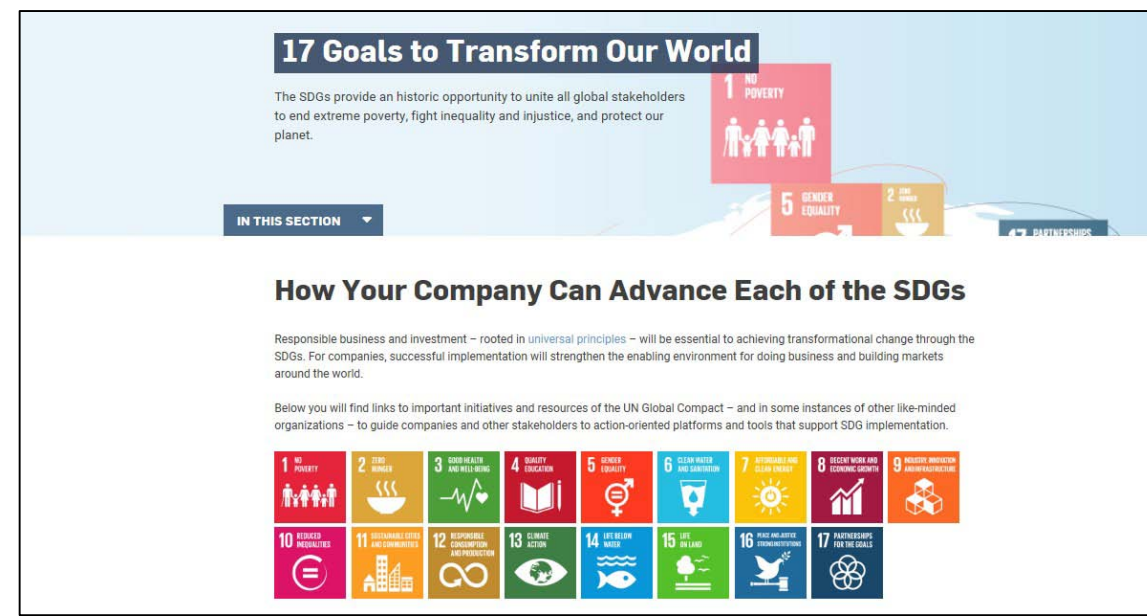 17 Goals to Transform Our World
The SDGs provide an historic opportunity to unite all global stakeholders
to end extreme poverty, fight inequality and injustice, and protect our
planet.
1 NO
POVERTY
5 GENDER
EQUALITY
2 ZERO
HUNGER
17 PARTNERSHIPS
IN THIS SECTION
How Your Company Can Advance Each of the SDGs
Responsible business and investment – rooted in universal principles – will be essential to achieving transformational change through the
SDGs. For companies, successful implementation will strengthen the enabling environment for doing business and building markets
around the world.
Below you will find links to important initiatives and resources of the UN Global Compact – and in some instances of other like-minded
organizations – to guide companies and other stakeholders to action-oriented platforms and tools that support SDG implementation.
1 NO
POVERTY
2 ZERO
HUNGER
3 GOOD HEALTH
AND WELL-BEING
4 QUALITY
EDUCATION
5 GENDER
EQUALITY
6 CLEAN WATER
AND SANITATION
7 AFFORDABLE AND
CLEAN ENERGY
8 DECENT WORK AND
ECONOMIC GROWTH
9 INDUSTRY, INNOVATION
AND INFRASTRUCTURE
10 REDUCED
INEQUALITIES
11 SUSTAINABLE CITIES
AND COMMUNITIES
12 RESPONSIBLE
CONSUMPTION
AND PRODUCTION
13 CLIMATE
ACTION
14 LIFE BELOW
WATER
15 LIFE
ON LAND
16 PEACE AND JUSTICE
STRONG INSTITUTIONS
17 PARTNERSHIPS
FOR THE GOALS